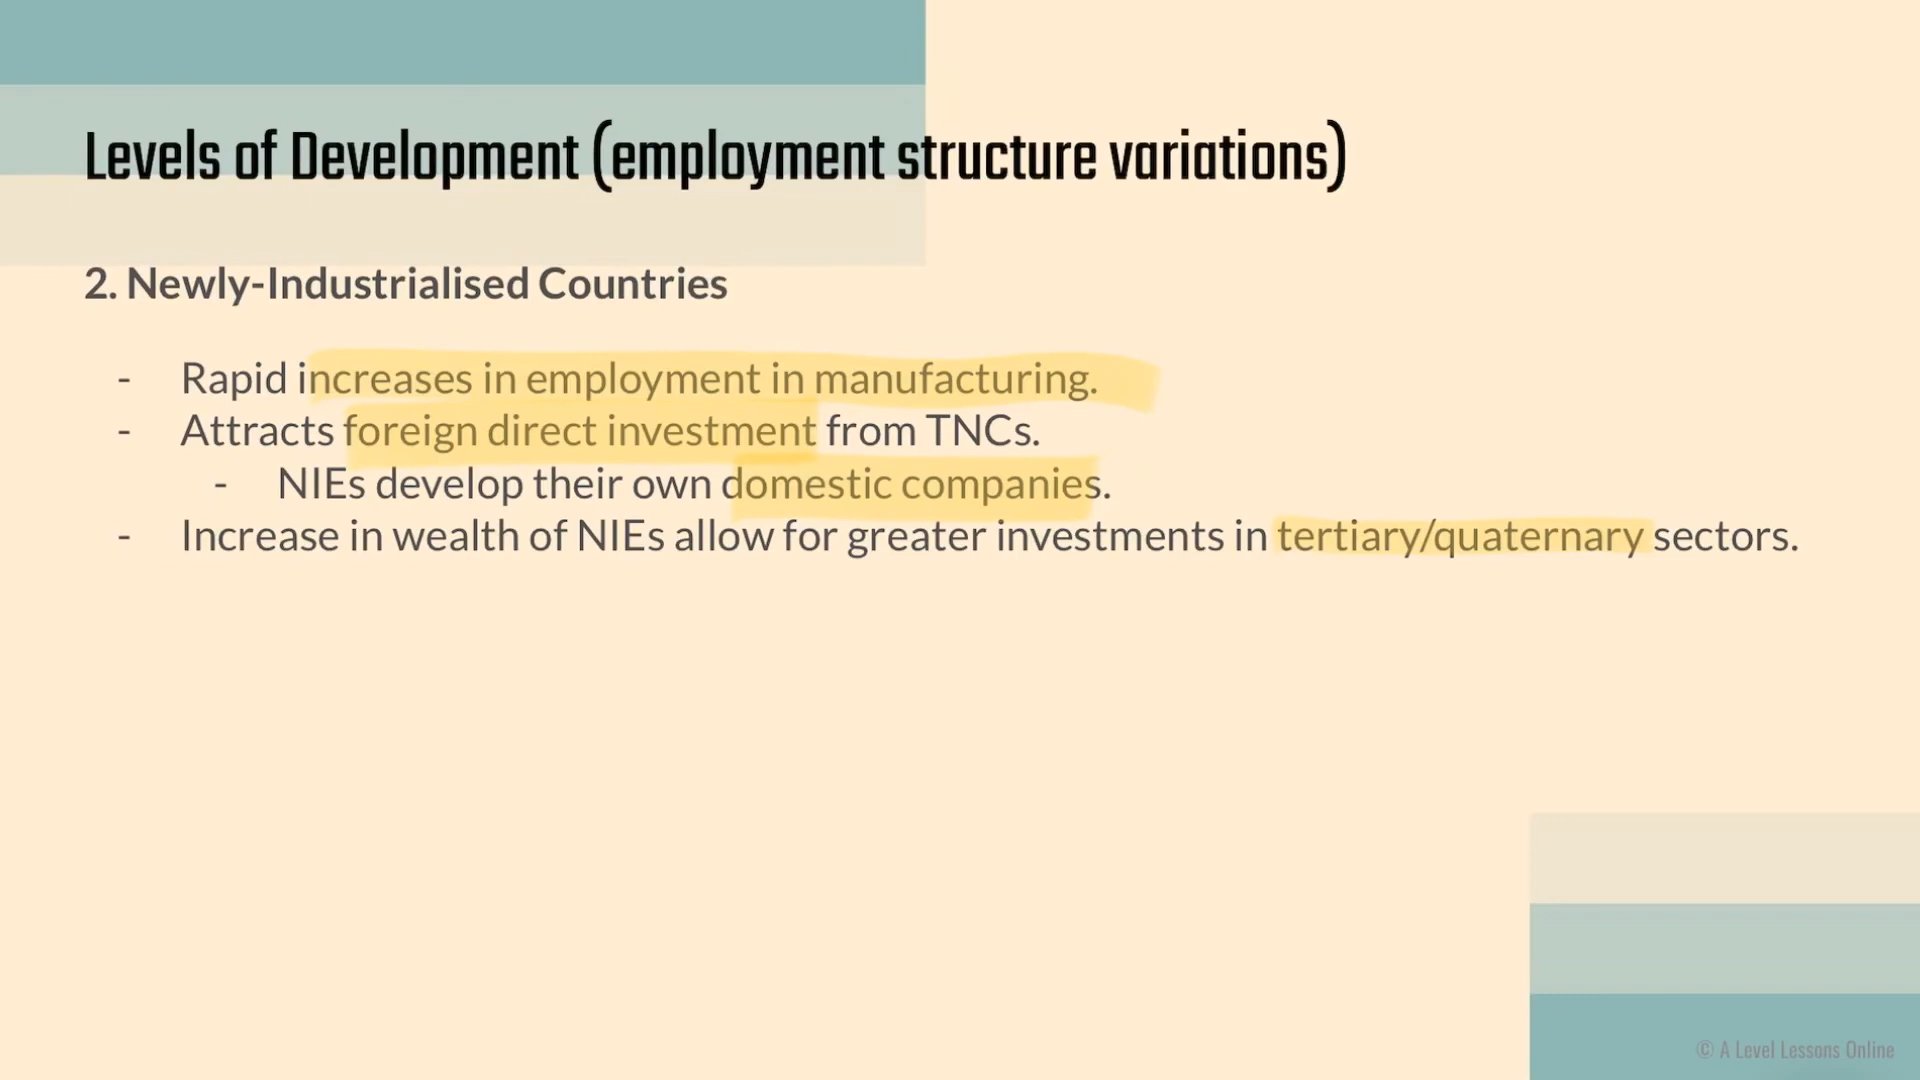 Levels of Development (employment structure variations)
2. Newly-Industrialised Countries
- Rapid increases in employment in manufacturing.
- Attracts foreign direct investment from TNCs.
- NIEs develop their own domestic companies.
- Increase in wealth of NIEs allow for greater investments in tertiary/quaternary sectors.
© A Level Lessons Online